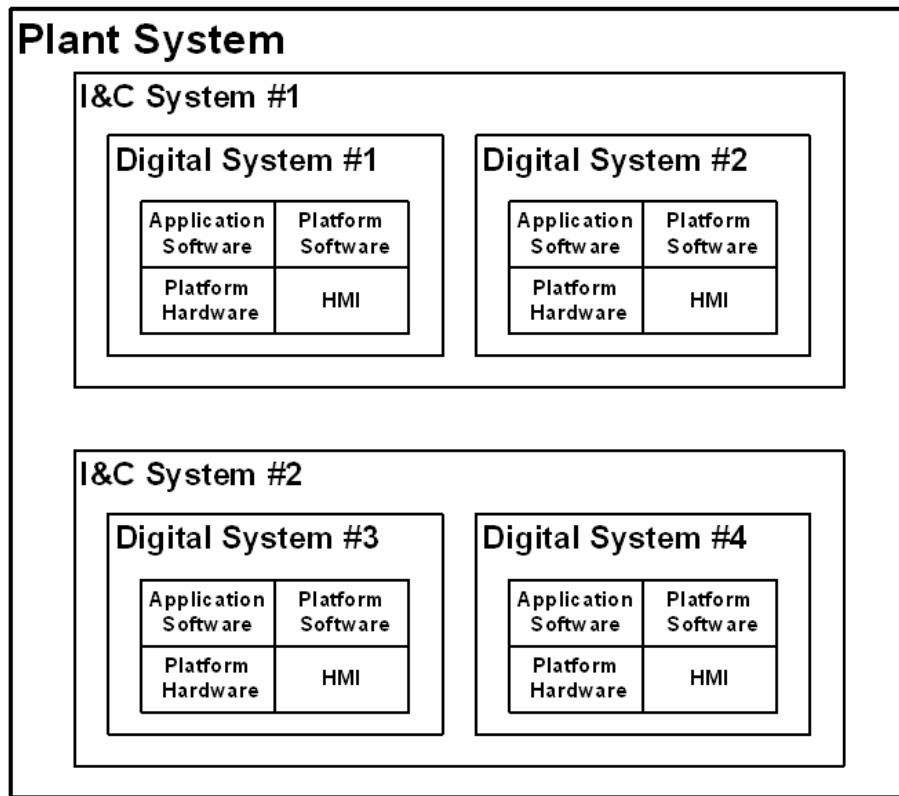 Plant System
I&C System #1
Digital System #1
Application
Software
Platform
Software
Platform
Hardware
HMI
Digital System #2
Application
Software
Platform
Software
Platform
Hardware
HMI
I&C System #2
Digital System #3
Application
Software
Platform
Software
Platform
Hardware
HMI
Digital System #4
Application
Software
Platform
Software
Platform
Hardware
HMI